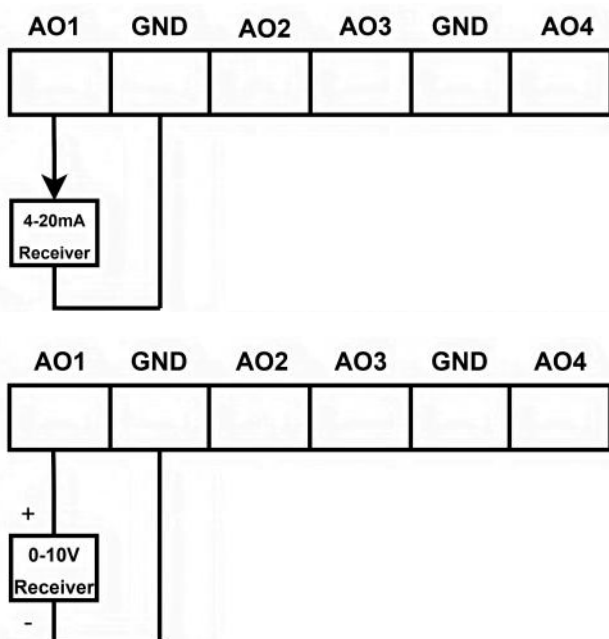 AO1 GND AO2 AO3 GND AO4
4-20mA
Receiver
AO1 GND AO2 AO3 GND AO4
+
0-10V
Receiver
-